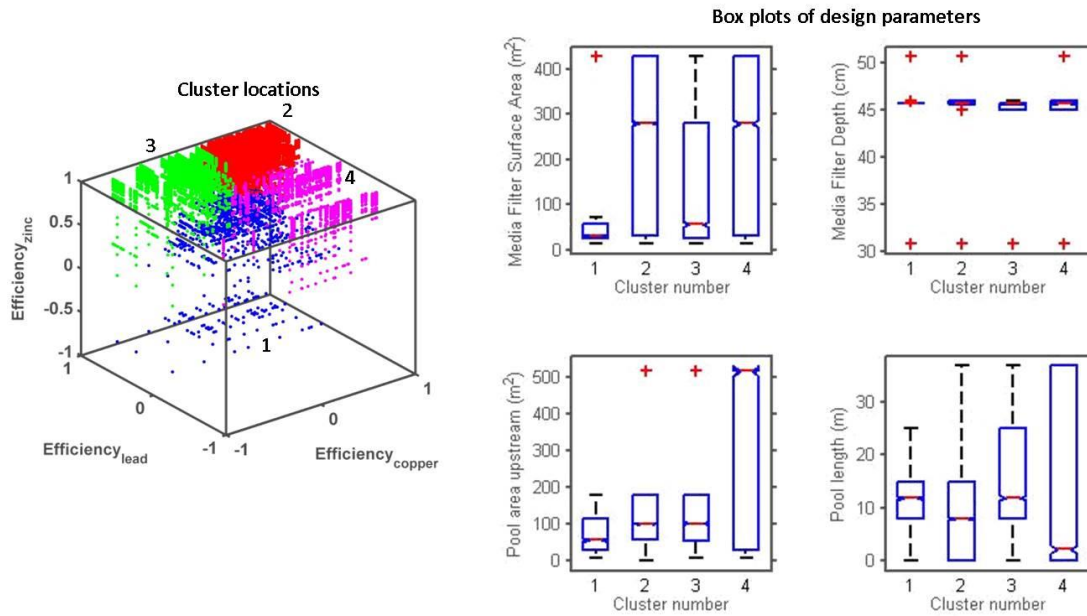 Box plots of design parameters
Cluster locations
2
3
4
1
1
0.5
0
-0.5
-1
Efficiency_zinc
1
0
-1
Efficiency_lead
-1
0
1
Efficiency_copper
400
300
200
100
0
Media Filter Surface Area (m²)
1 2 3 4
Cluster number
50
45
40
35
30
Media Filter Depth (cm)
1 2 3 4
Cluster number
500
400
300
200
100
0
Pool area upstream (m²)
1 2 3 4
Cluster number
30
20
10
0
Pool length (m)
1 2 3 4
Cluster number